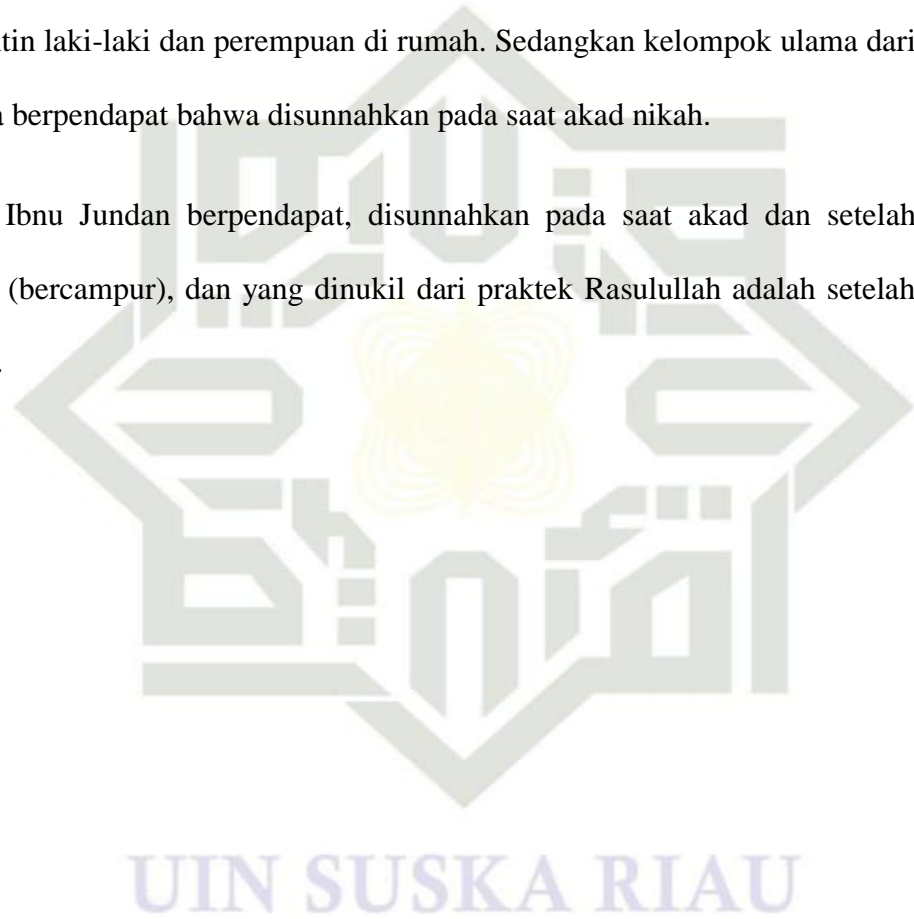 laki-laki dan perempuan di rumah. Sedangkan kelompok ulama dari
berpendapat bahwa disunnahkan pada saat akad nikah.
Ibnu Jundan berpendapat, disunnahkan pada saat akad dan setelah
(bercampur), dan yang dinukil dari praktek Rasulullah adalah setelah
UIN SUSKA RIAU